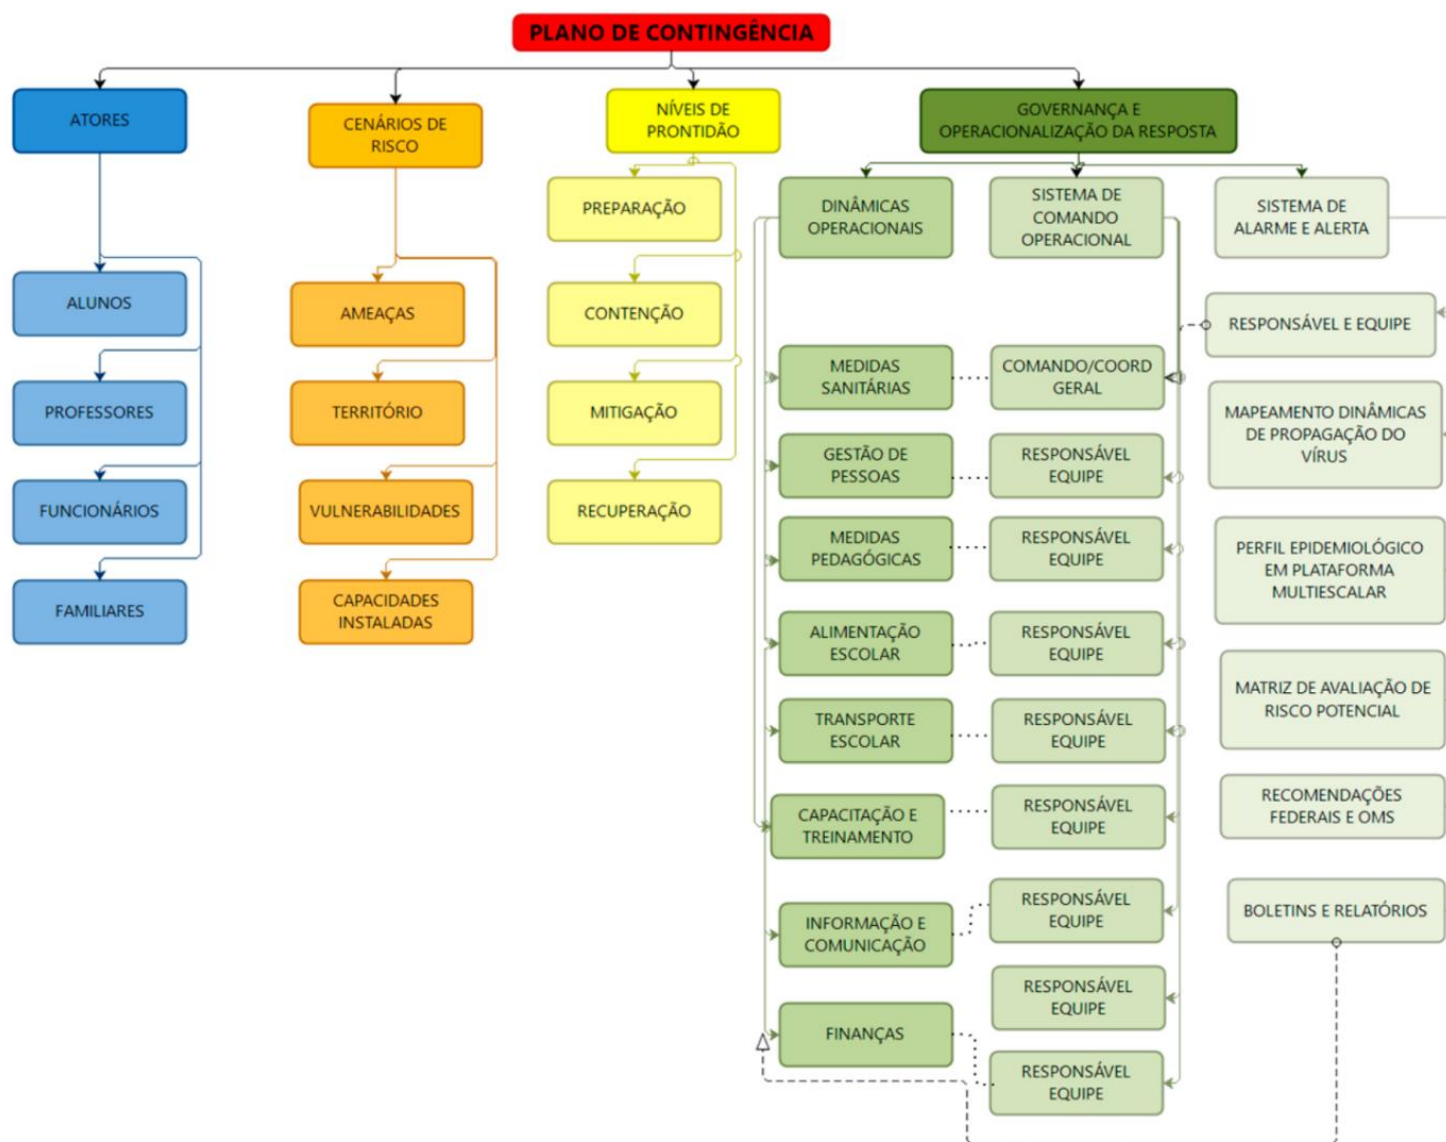 PLANO DE CONTINGÊNCIA
ATORES
ALUNOS
PROFESSORES
FUNCIONÁRIOS
FAMILIARES
CENÁRIOS DE
RISCO
AMEAÇAS
TERRITÓRIO
VULNERABILIDADES
CAPACIDADES
INSTALADAS
NÍVEIS DE
PRONTIDÃO
PREPARAÇÃO
CONTENÇÃO
MITIGAÇÃO
RECUPERAÇÃO
GOVERNANÇA E
OPERACIONALIZAÇÃO DA RESPOSTA
DINÂMICAS
OPERACIONAIS
MEDIDAS
SANITÁRIAS
GESTÃO DE
PESSOAS
MEDIDAS
PEDAGÓGICAS
ALIMENTAÇÃO
ESCOLAR
TRANSPORTE
ESCOLAR
CAPACITAÇÃO E
TREINAMENTO
INFORMAÇÃO E
COMUNICAÇÃO
FINANÇAS
SISTEMA DE
COMANDO
OPERACIONAL
COMANDO/COORD
GERAL
RESPONSÁVEL
EQUIPE
RESPONSÁVEL
EQUIPE
RESPONSÁVEL
EQUIPE
RESPONSÁVEL
EQUIPE
RESPONSÁVEL
EQUIPE
RESPONSÁVEL
EQUIPE
RESPONSÁVEL
EQUIPE
RESPONSÁVEL
EQUIPE
SISTEMA DE
ALARME E ALERTA
RESPONSÁVEL E EQUIPE
MAPEAMENTO DINÂMICAS
DE PROPAGAÇÃO DO
VÍRUS
PERFIL EPIDEMIOLÓGICO
EM PLATAFORMA
MULTIESCALAR
MATRIZ DE AVALIAÇÃO DE
RISCO POTENCIAL
RECOMENDAÇÕES
FEDERAIS E OMS
BOLETINS E RELATÓRIOS